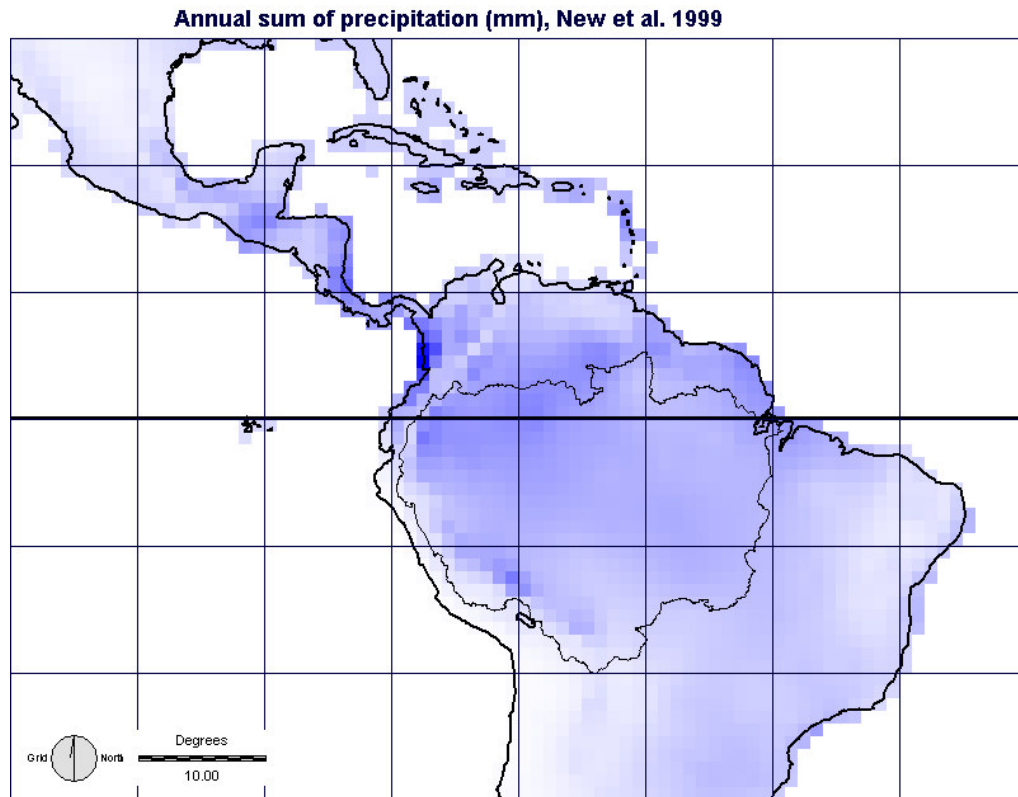 Annual sum of precipitation (mm), New et al. 1999
Degrees
Grid North
10.00